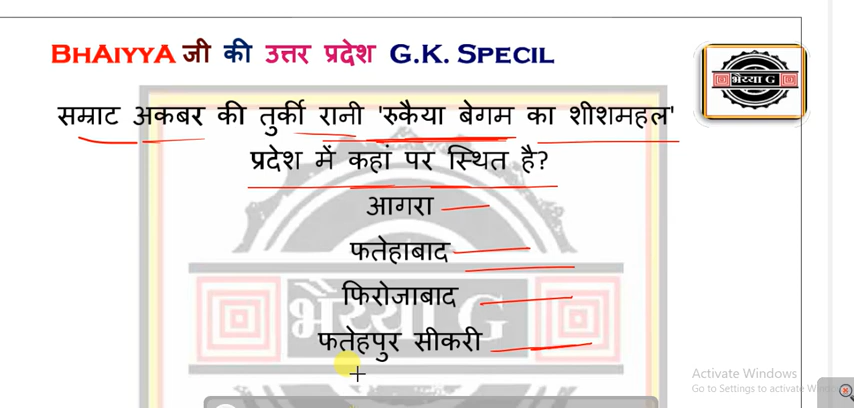 BHAIYYA जी की उत्तर प्रदेश G.K. SPECIL
भैय्या G
सम्राट अकबर की तुर्की रानी 'रुकैया बेगम का शीशमहल'
प्रदेश में कहां पर स्थित है?
आगरा
फतेहाबाद
फिरोजाबाद
भैय्या G
फतेहपुर सीकरी
Activate Windows
Go to Settings to activate